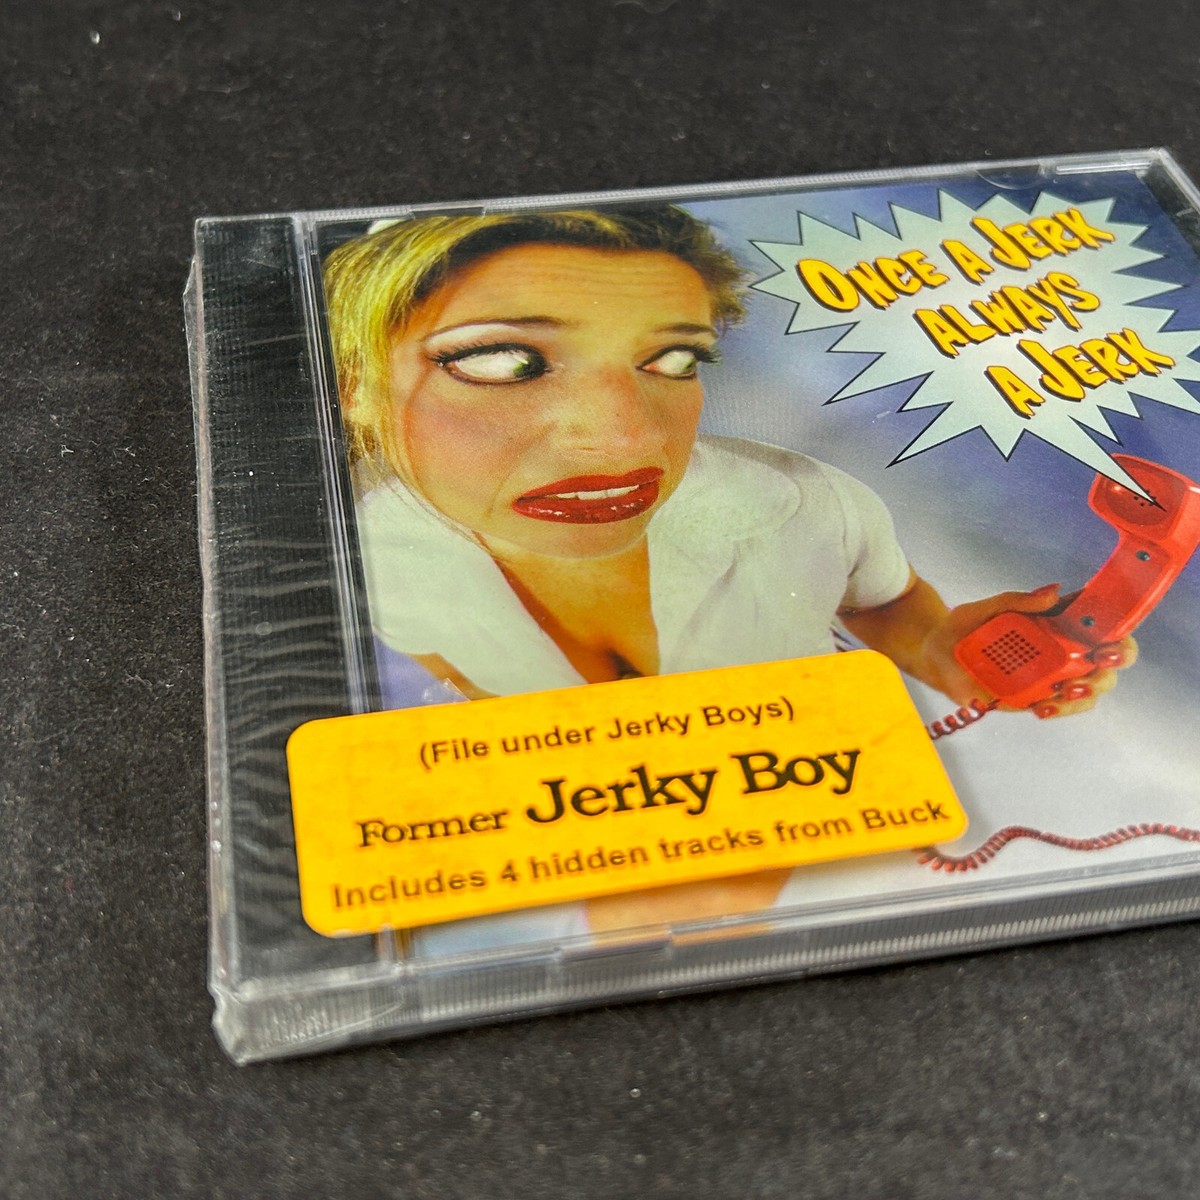 ONCE A JERK
ALWAYS
A JERK
(File under Jerky Boys)
Former Jerky Boy
Includes 4 hidden tracks from Buck